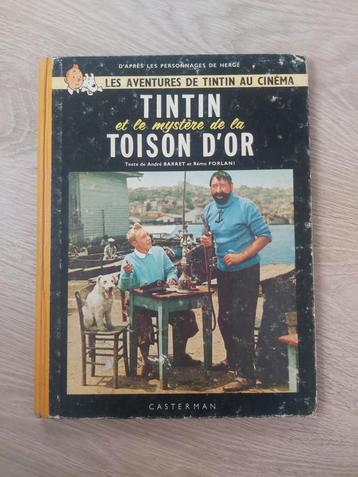 D'APRÈS LES PERSONNAGES DE HERGÉ
LES AVENTURES DE TINTIN AU CINÉMA
TINTIN
et le mystère de la
TOISON D'OR
Texte de André BARRET et Rémo FORLANI
CASTERMAN